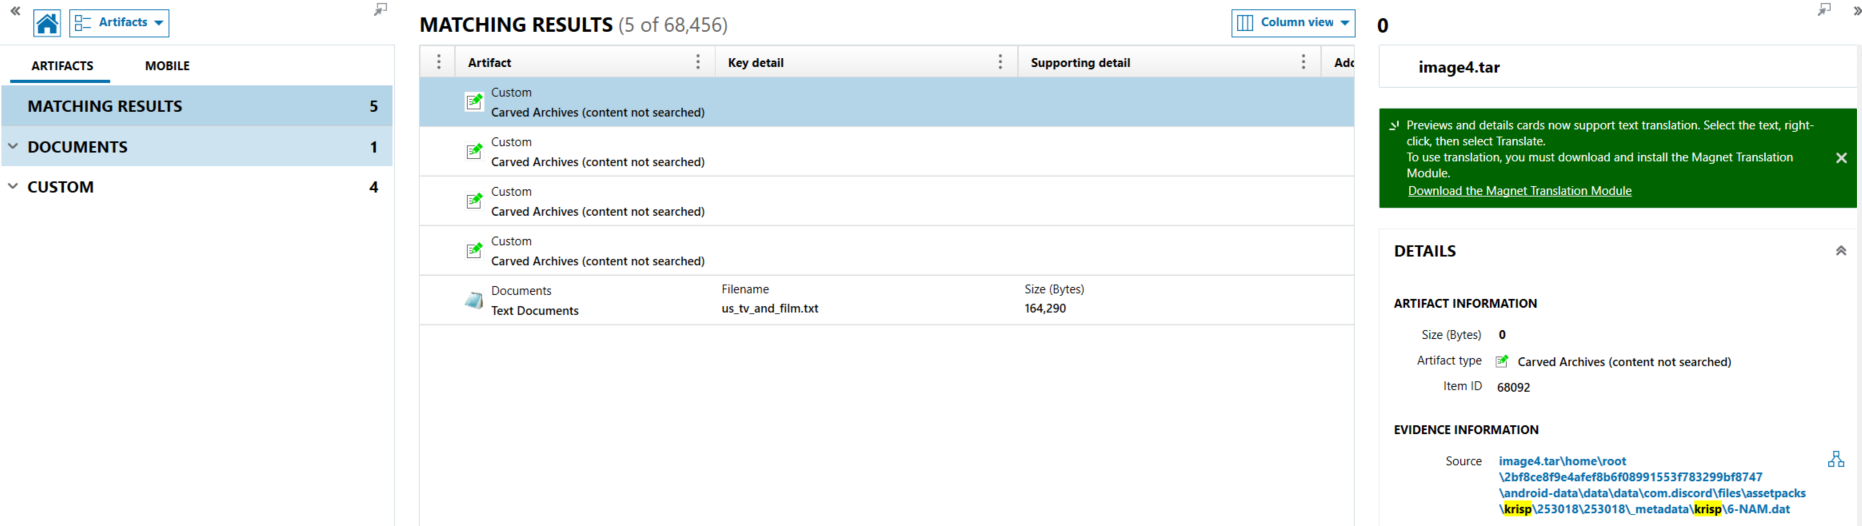 Artifacts
ARTIFACTS MOBILE
MATCHING RESULTS 5
DOCUMENTS 1
CUSTOM 4
MATCHING RESULTS (5 of 68,456)
Column view
Artifact Key detail Supporting detail Adc
Custom
Carved Archives (content not searched)
Custom
Carved Archives (content not searched)
Custom
Carved Archives (content not searched)
Custom
Carved Archives (content not searched)
Documents Filename Size (Bytes)
Text Documents us_tv_and_film.txt 164,290
0
image4.tar
Previews and details cards now support text translation. Select the text, right-
click, then select Translate.
To use translation, you must download and install the Magnet Translation
Module.
Download the Magnet Translation Module
DETAILS
ARTIFACT INFORMATION
Size (Bytes) 0
Artifact type Carved Archives (content not searched)
Item ID 68092
EVIDENCE INFORMATION
Source image4.tar\home\root
\2bf8ce8f9e4afef8b6f08991553f783299bf8747
\android-data\data\data\com.discord\files\assetpacks
\krisp\253018\253018\_metadata\krisp\6-NAM.dat